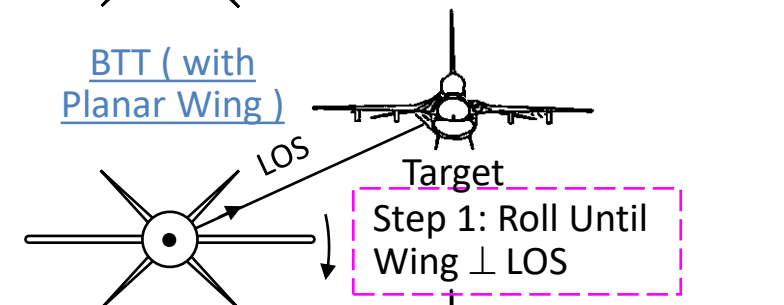 BTT ( with
Planar Wing )
LOS
Target
Step 1: Roll Until
Wing ⊥ LOS